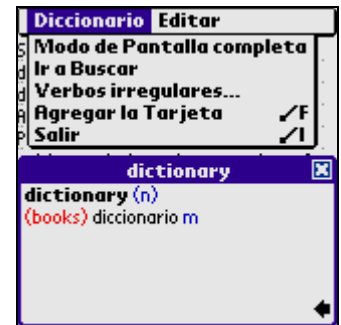 Diccionario Editar
Modo de Pantalla completa
Ir a Buscar
Verbos irregulares...
Agregar la Tarjeta /F
Salir /I
dictionary
dictionary (n)
(books) diccionario m